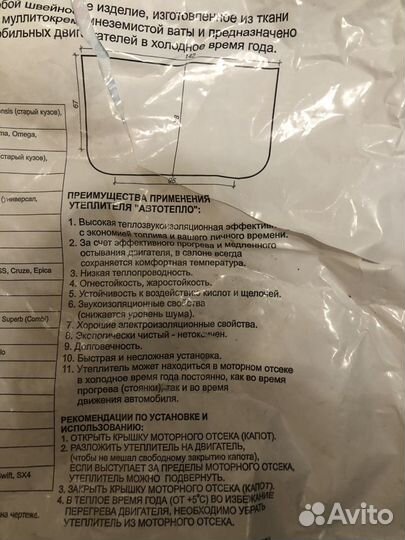 бой швейное изделие, изготовленное из ткани
муллитокремнеземистой ваты и предназначено
обильных двигателей в холодное время года.
142
67
8
95
onsis (старый кузов),
ma, Omega,
старый кузов),
универсал,
SS, Cruze, Epica
Superb (Combi)
lo
Swift, SX4
на чертеже.
ПРЕИМУЩЕСТВА ПРИМЕНЕНИЯ
УТЕПЛИТЕЛЯ "АВТОТЕПЛО":
1. Высокая теплозвукоизоляционная эффектив
с экономией топлива и вашего личного времени.
2. За счет эффективного прогрева и медленного
остывания двигателя, в салоне всегда
сохраняется комфортная температура.
3. Низкая теплопроводность.
4. Огнестойкость, жаростойкость.
5. Устойчивость к воздействию кислот и щелочей.
6. Звукоизоляционные свойства
(снижается уровень шума).
7. Хорошие электроизоляционные свойства.
8. Экологически чистый - нетоксичен.
9. Долговечность.
10. Быстрая и несложная установка.
11. Утеплитель может находиться в моторном отсеке
в холодное время года постоянно, как во время
прогрева (стоянки), так и во время
движения автомобиля.
РЕКОМЕНДАЦИИ ПО УСТАНОВКЕ И
ИСПОЛЬЗОВАНИЮ:
1. ОТКРЫТЬ КРЫШКУ МОТОРНОГО ОТСЕКА (КАПОТ).
2. РАЗЛОЖИТЬ УТЕПЛИТЕЛЬ НА ДВИГАТЕЛЬ,
(чтобы не мешал свободному закрытию капота),
ЕСЛИ ВЫСТУПАЕТ ЗА ПРЕДЕЛЫ МОТОРНОГО ОТСЕКА,
УТЕПЛИТЕЛЬ МОЖНО ПОДВЕРНУТЬ.
3. ЗАКРЫТЬ КРЫШКУ МОТОРНОГО ОТСЕКА (КАПОТ).
4. В ТЕПЛОЕ ВРЕМЯ ГОДА (ОТ +5°С) ВО ИЗБЕЖАНИЕ
ПЕРЕГРЕВА ДВИГАТЕЛЯ, НЕОБХОДИМО УБРАТЬ
УТЕПЛИТЕЛЬ ИЗ МОТОРНОГО ОТСЕКА.
Avito